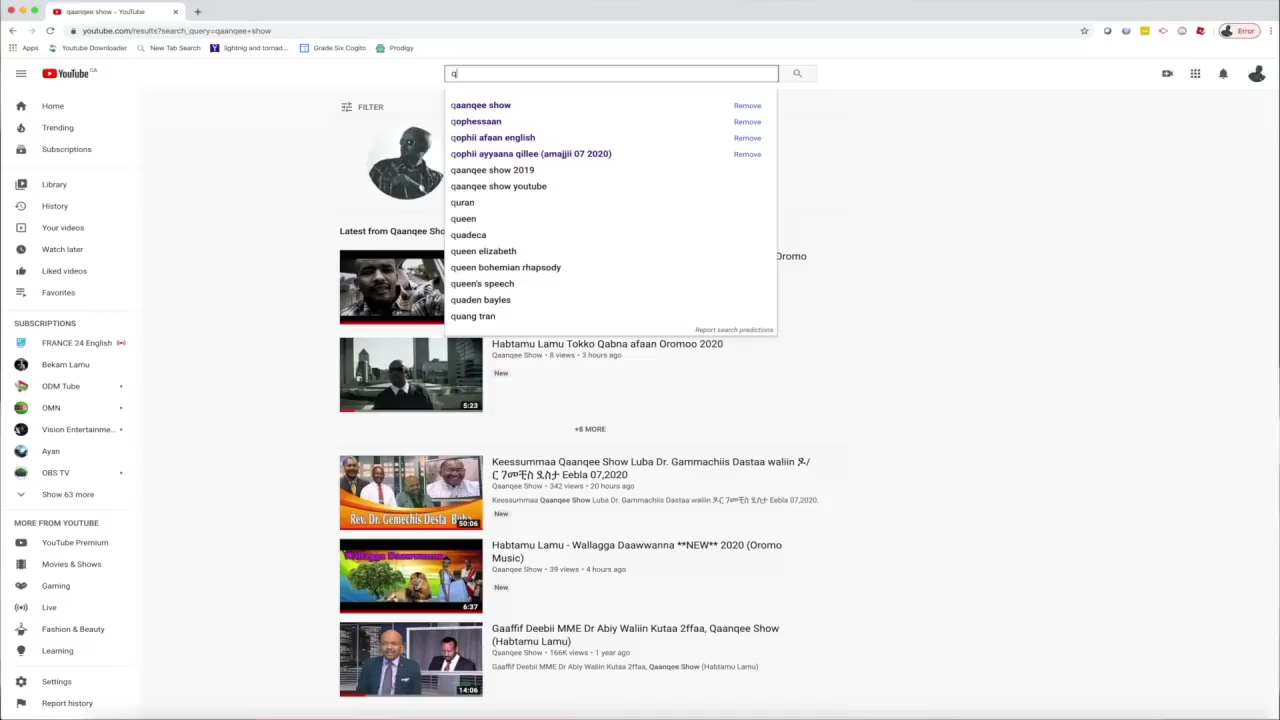 qaanqee show - YouTube
youtube.com/results?search_query=qaanqee+show
Error
Apps
Youtube Downloader
New Tab Search
lightnig and tornad...
Grade Six Cogito
Prodigy
YouTube CA
q
FILTER
qaanqee show Remove
qophessaan Remove
qophii afaan english Remove
qophii ayyaana qillee (amajjii 07 2020) Remove
qaanqee show 2019
qaanqee show youtube
quran
queen
quadeca
queen elizabeth
queen bohemian rhapsody
queen's speech
quaden bayles
quang tran
Report search predictions
Home
Trending
Subscriptions
Library
History
Your videos
Watch later
Liked videos
Favorites
SUBSCRIPTIONS
FRANCE 24 English
Bekam Lamu
ODM Tube
OMN
Vision Entertainme...
Ayan
OBS TV
Show 63 more
MORE FROM YOUTUBE
YouTube Premium
Movies & Shows
Gaming
Live
Fashion & Beauty
Learning
Settings
Report history
Latest from Qaanqee Sho
Oromo
Habtamu Lamu Tokko Qabna afaan Oromoo 2020
Qaanqee Show • 8 views • 3 hours ago
New
5:23
+8 MORE
Keessummaa Qaanqee Show Luba Dr. Gammachiis Dastaa waliin ዶ/
ር ገመቺስ ደስታ Eebla 07,2020
Qaanqee Show • 342 views • 20 hours ago
Keessummaa Qaanqee Show Luba Dr. Gammachiis Dastaa waliin ዶ/ር ገመቺስ ደስታ Eebla 07,2020.
New
Rev. Dr. Gemechis Desta Buba
50:06
Habtamu Lamu - Wallagga Daawwanna **NEW** 2020 (Oromo
Music)
Qaanqee Show • 39 views • 4 hours ago
New
Wallagga Daawwanna
6:37
Gaaffif Deebii MME Dr Abiy Waliin Kutaa 2ffaa, Qaanqee Show
(Habtamu Lamu)
Qaanqee Show • 166K views • 1 year ago
Gaaffif Deebii MME Dr Abiy Waliin Kutaa 2ffaa, Qaanqee Show (Habtamu Lamu)
14:06